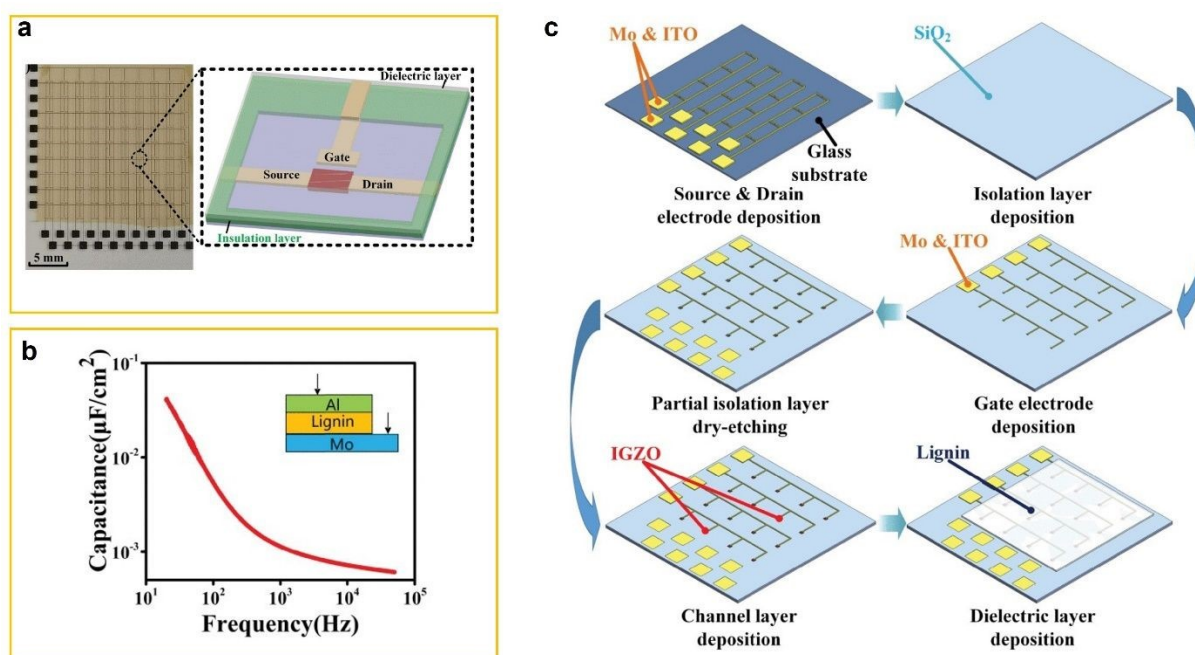 a
Dielectric layer
Gate
Source
Drain
Insulation layer
5 mm
b
Capacitance(μF/cm²)
10⁻¹
10⁻²
10⁻³
Al
Lignin
Mo
10¹ 10² 10³ 10⁴ 10⁵
Frequency(Hz)
c
Mo & ITO
Glass
substrate
Source & Drain
electrode deposition
SiO₂
Isolation layer
deposition
Mo & ITO
Gate electrode
deposition
Partial isolation layer
dry-etching
IGZO
Channel layer
deposition
Lignin
Dielectric layer
deposition